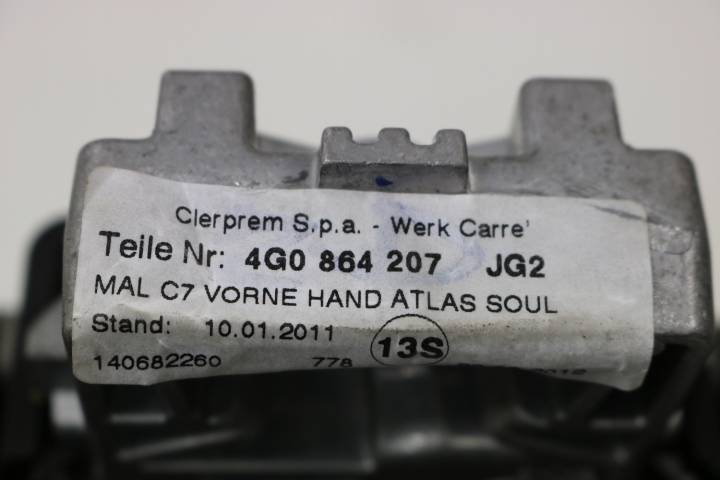 Clerprem S.p.a. - Werk Carre'
Teile Nr: 4G0 864 207 JG2
MAL C7 VORNE HAND ATLAS SOUL
Stand: 10.01.2011 13S
140682260 778